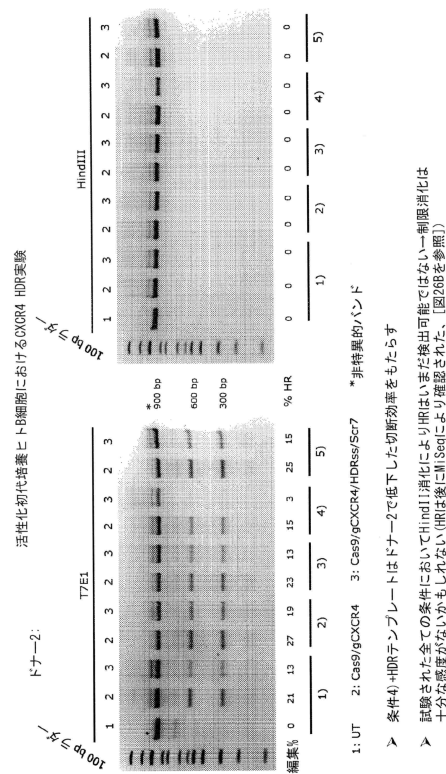 活性化初代培養ヒトB細胞におけるCXCR4 HDR実験
ドナー2:
T7E1
HindIII
100 bp ラダー 1 2 3 2 3 2 3 2 3 2 3
100 bp ラダー 1 2 3 2 3 2 3 2 3 2 3
*
900 bp
600 bp
300 bp
編集% 0 21 13 27 19 23 13 15 3 25 15
% HR 0 0 0 0 0 0 0 0 0 0 0
1) 2) 3) 4) 5)
1) 2) 3) 4) 5)
1: UT 2: Cas9/gCXCR4 3: Cas9/gCXCR4/HDRss/Scr7 *非特異的バンド
➢ 条件4)+HDRテンプレートはドナー2で低下した切断効率をもたらす
➢ 試験された全ての条件においてHindII消化によりHRはいまだ検出可能ではない―制限消化は
十分な感度がないかもしれない(HRは後にMiSeqにより確認された、[図26Bを参照])